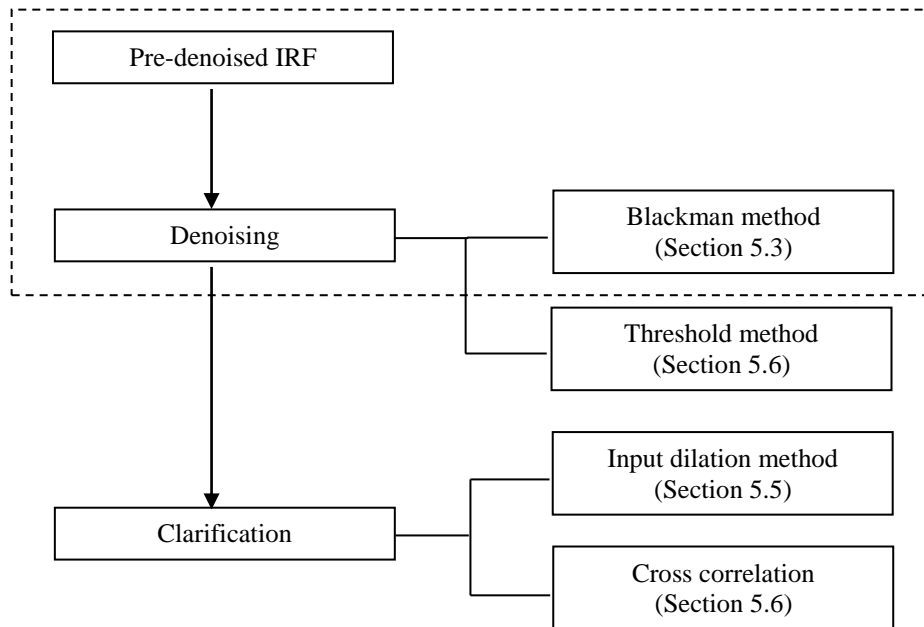 Pre-denoised IRF
Denoising
Blackman method
(Section 5.3)
Threshold method
(Section 5.6)
Input dilation method
(Section 5.5)
Clarification
Cross correlation
(Section 5.6)